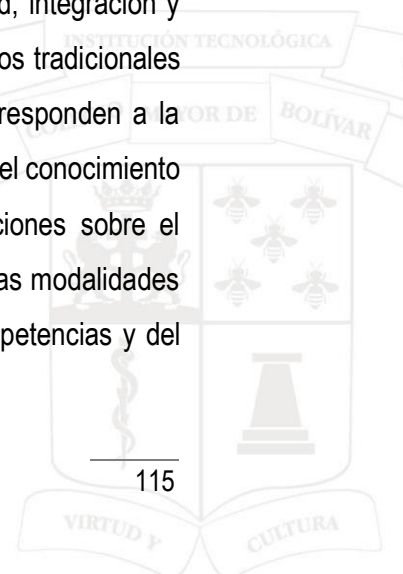 d, integración y
INSTITUCIÓN TECNOLÓGICA
os tradicionales
responden a la
MAYOR DE BOLÍVAR
el conocimiento
ciones sobre el
as modalidades
petencias y del
115
VIRTUD Y CULTURA